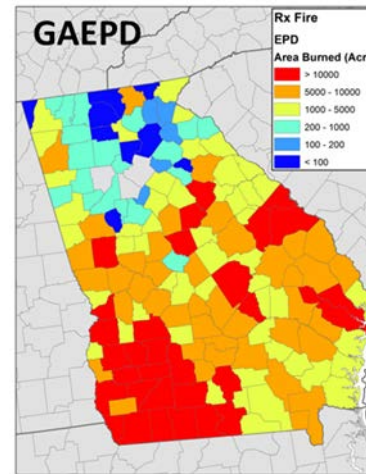 GAEPD
Rx Fire
EPD
Area Burned (Acr
> 10000
5000 - 10000
1000 - 5000
200 - 1000
100 - 200
< 100